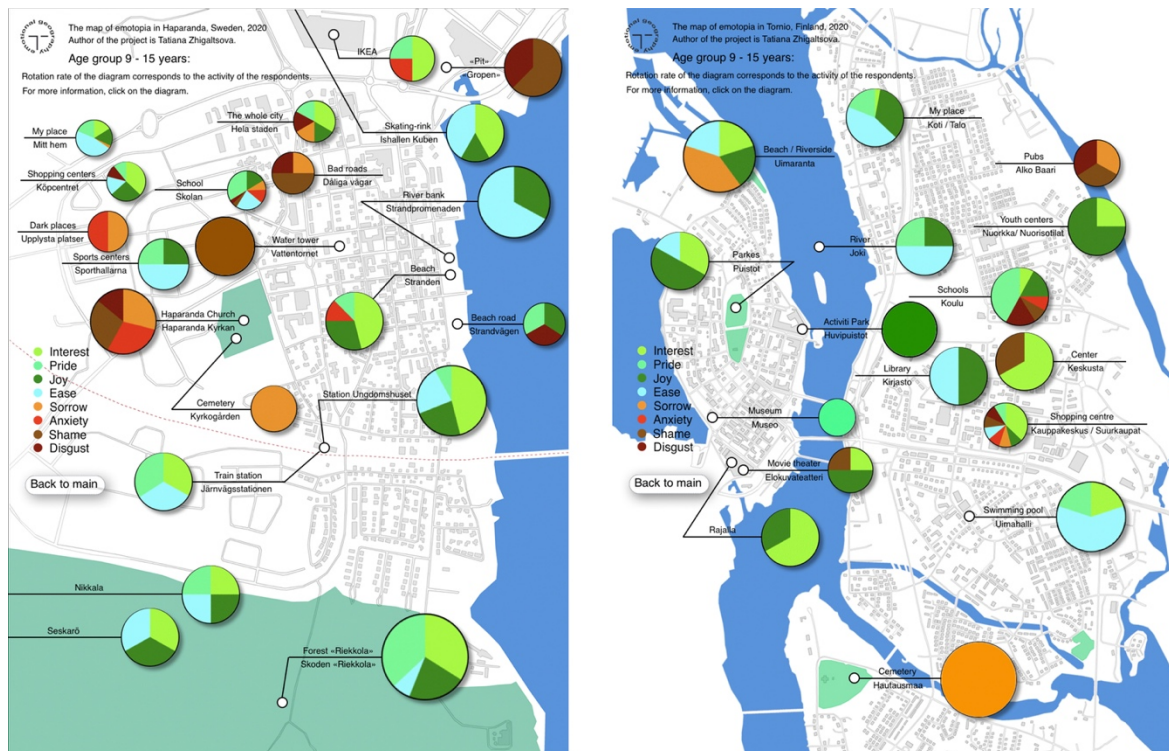 The map of emotopia in Haparanda, Sweden, 2020
Author of the project is Tatiana Zhigaltsova.
Age group 9 - 15 years:
Rotation rate of the diagram corresponds to the activity of the respondents.
For more information, click on the diagram.
IKEA
«Pit»
«Gropen»
The whole city
Hela staden
Skating-rink
Ishallen Kuben
My place
Mitt hem
Shopping centers
Köpcentret
School
Skolan
Bad roads
Dåliga vågar
River bank
Strandpromenaden
Dark places
Upplysta platser
Water tower
Vattentornet
Sports centers
Sporthallarna
Beach
Stranden
Haparanda Church
Haparanda Kyrkan
Beach road
Strandvägen
Interest
Pride
Joy
Ease
Sorrow
Anxiety
Shame
Disgust
Cemetery
Kyrkogården
Station Ungdomshuset
Back to main
Train station
Järnvägsstationen
Nikkala
Seskarö
Forest «Riekkola»
Skoden «Riekkola»
emotional geography
The map of emotopia in Tornio, Finland, 2020
Author of the project is Tatiana Zhigaltsova.
Age group 9 - 15 years:
Rotation rate of the diagram corresponds to the activity of the respondents.
For more information, click on the diagram.
My place
Koti / Talo
Beach / Riverside
Uimaranta
Pubs
Alko Baari
Youth centers
Nuorkka/ Nuorisotilat
Parkes
Puistot
River
Joki
Schools
Koulu
Activiti Park
Huvipuistot
Center
Keskusta
Library
Kirjasto
Interest
Pride
Joy
Ease
Sorrow
Anxiety
Shame
Disgust
Museum
Museo
Shopping centre
Kauppakeskus / Suurkaupat
Movie theater
Elokuvateatteri
Back to main
Rajalla
Swimming pool
Uimahalli
Cemetery
Hautausmaa